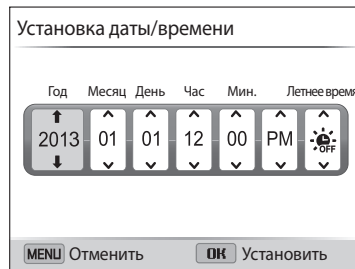 Установка даты/времени
Год Месяц День Час Мин. Летнее время
2013 01 01 12 00 PM OFF
MENU Отменить OK Установить